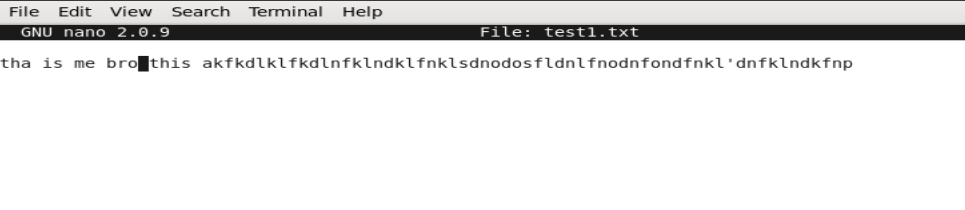 File Edit View Search Terminal Help
GNU nano 2.0.9 File: test1.txt
tha is me bro this akfkdlklfkdlnfklndklfnklsdnodosfldnlfnodnfondfnkl'dnfklndkfnp